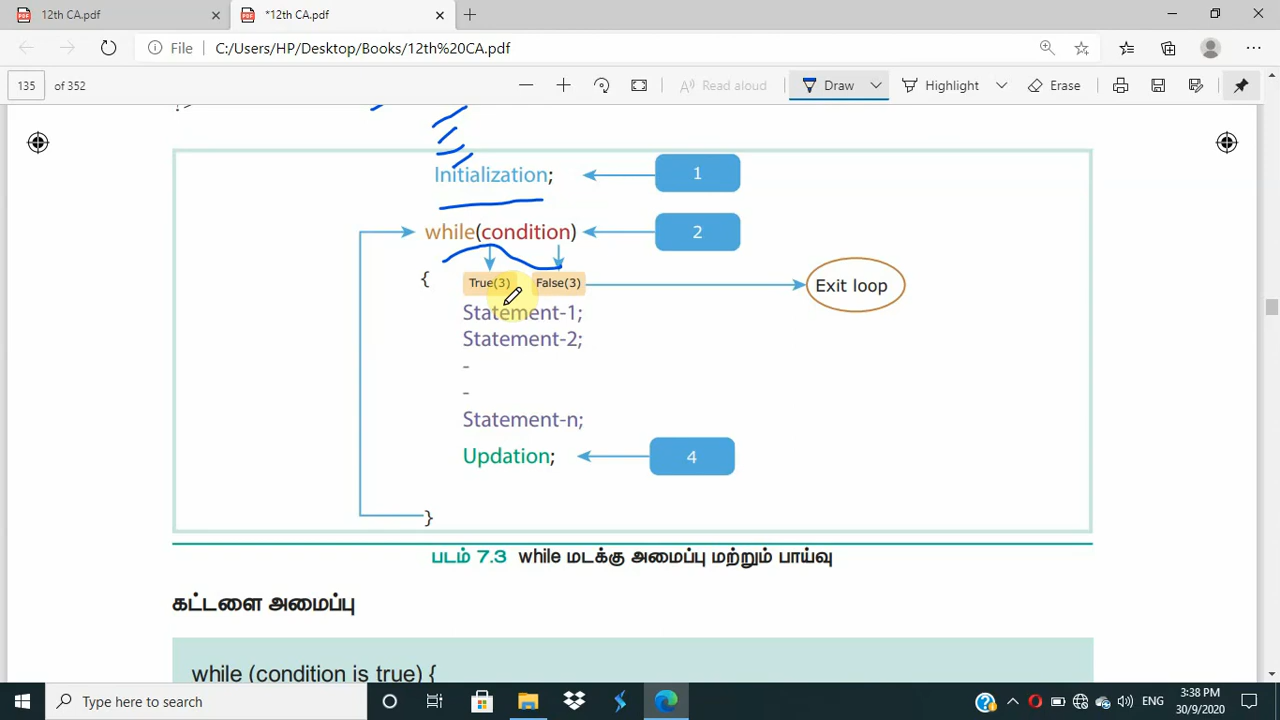 12th CA.pdf
*12th CA.pdf
File C:/Users/HP/Desktop/Books/12th%20CA.pdf
135 of 352 Read aloud Draw Highlight Erase
Initialization; 1
while(condition) 2
{ True(3) False(3) Exit loop
Statement-1;
Statement-2;
-
-
Statement-n;
Updation; 4
}
படம் 7.3 while மடக்கு அமைப்பு மற்றும் பாய்வு
கட்டளை அமைப்பு
while (condition is true) {
Type here to search
ENG
3:38 PM
30/9/2020